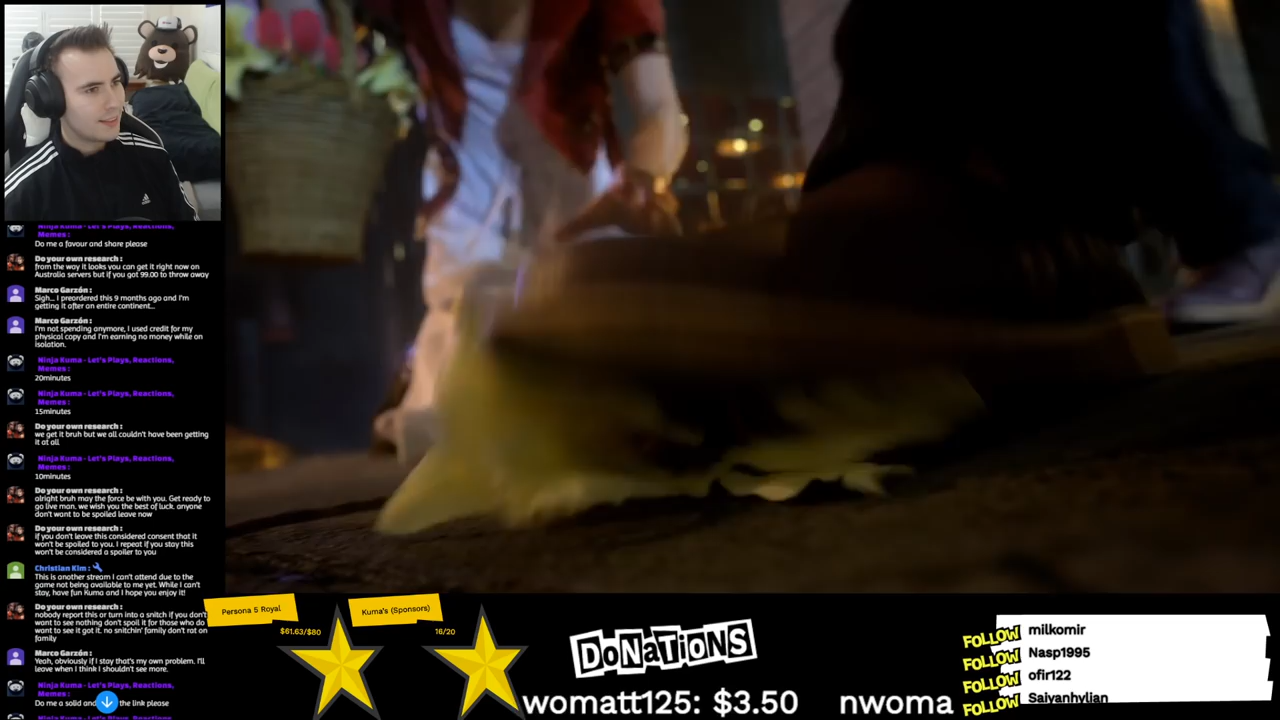 Ninja Kuma - Let's Plays, Reactions,
Memes :
Do me a favour and share please
Do your own research :
from the way it looks you can get it right now on
Australia servers but if you got 99.00 to throw away
Marco Garzón :
Sigh... I preordered this 9 months ago and I'm
getting it after an entire continent...
Marco Garzón :
I'm not spending anymore, I used credit for my
physical copy and I'm earning no money while on
isolation.
Ninja Kuma - Let's Plays, Reactions,
Memes :
20minutes
Ninja Kuma - Let's Plays, Reactions,
Memes :
15minutes
Do your own research :
we get it bruh but we all couldn't have been getting
it at all
Ninja Kuma - Let's Plays, Reactions,
Memes :
10minutes
Do your own research :
alright bruh may the force be with you. Get ready to
go live man. we wish you the best of luck. anyone
don't want to be spoiled leave now
Do your own research :
if you don't leave this considered consent that it
won't be spoiled to you. I repeat if you stay this
won't be considered a spoiler to you
Christian Kim :
This is another stream I can't attend due to the
game not being available to me yet. While I can't
stay, have fun Kuma and I hope you enjoy it!
Do your own research :
nobody report this or turn into a snitch if you don't
want to see nothing don't spoil it for those who do
want to see it got it. no snitchin' family don't rat on
family
Marco Garzón :
Yeah, obviously if I stay that's my own problem. I'll
leave when I think I shouldn't see more.
Ninja Kuma - Let's Plays, Reactions,
Memes :
Do me a solid and the link please
Ninja Kuma - Let's Plays, Reactions,
Persona 5 Royal
$61.63/$80
Kuma's (Sponsors)
16/20
DoNaTioNS
womatt125: $3.50 nwoma
FOLLOW milkomir
FOLLOW Nasp1995
FOLLOW ofir122
FOLLOW Saiyanhylian